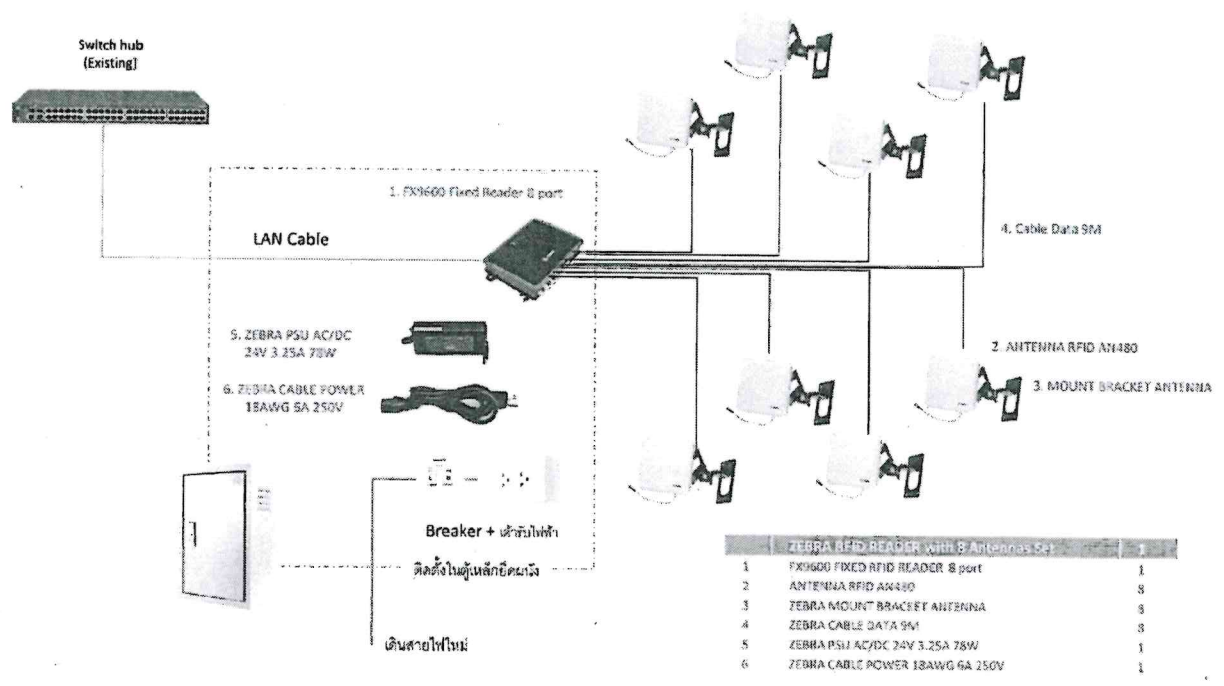 Switch hub
(Existing)
1. FX9600 Fixed Reader 8 port
LAN Cable
4. Cable Data 9M
5. ZEBRA PSU AC/DC
24V 3.25A 78W
2. ANTENNA RFID AN480
6. ZEBRA CABLE POWER
18AWG 6A 250V
3. MOUNT BRACKET ANTENNA
Breaker + เต้ารับไฟฟ้า
ติดตั้งในตู้เหล็กยึดผนัง
เดินสายไฟใหม่
ZEBRA RFID READER with 8 Antennas Set 1
1 FX9600 FIXED RFID READER 8 port 1
2 ANTENNA RFID AN480 8
3 ZEBRA MOUNT BRACKET ANTENNA 8
4 ZEBRA CABLE DATA 9M 8
5 ZEBRA PSU AC/DC 24V 3.25A 78W 1
6 ZEBRA CABLE POWER 18AWG 6A 250V 1